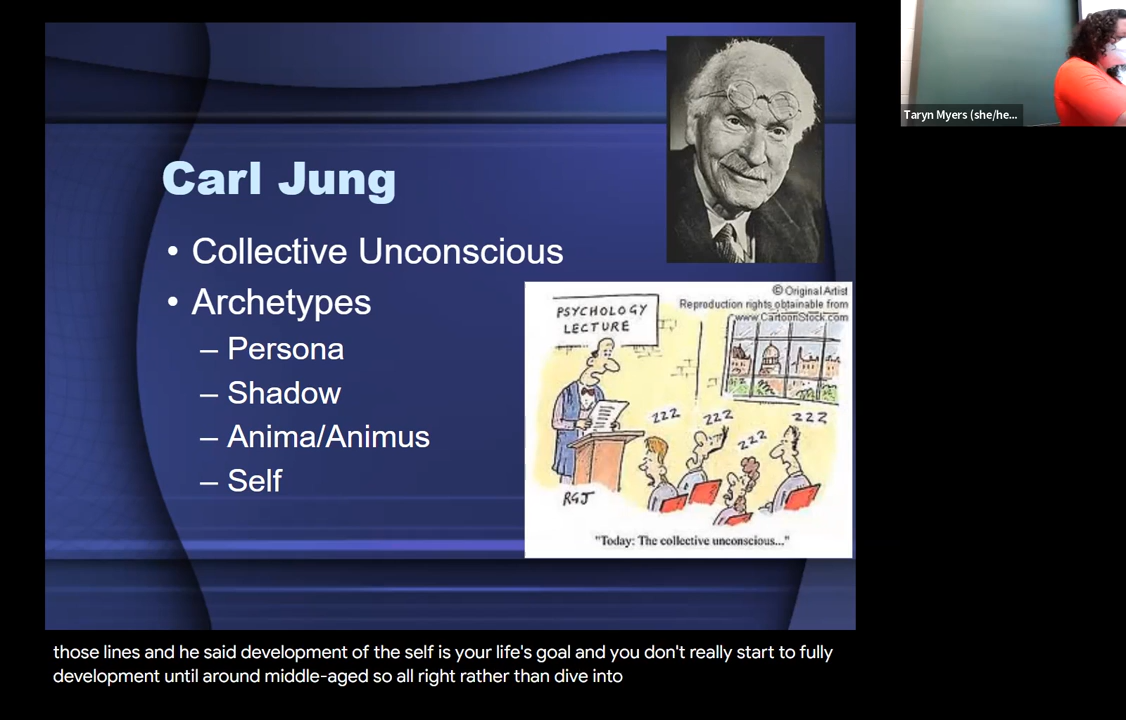 Taryn Myers (she/he...
Carl Jung
• Collective Unconscious
• Archetypes
– Persona
– Shadow
– Anima/Animus
– Self
© Original Artist
Reproduction rights obtainable from
www.CartoonStock.com
PSYCHOLOGY
LECTURE
zzz
zzz
zzz
zzz
RGJ
"Today: The collective unconscious..."
those lines and he said development of the self is your life's goal and you don't really start to fully
development until around middle-aged so all right rather than dive into